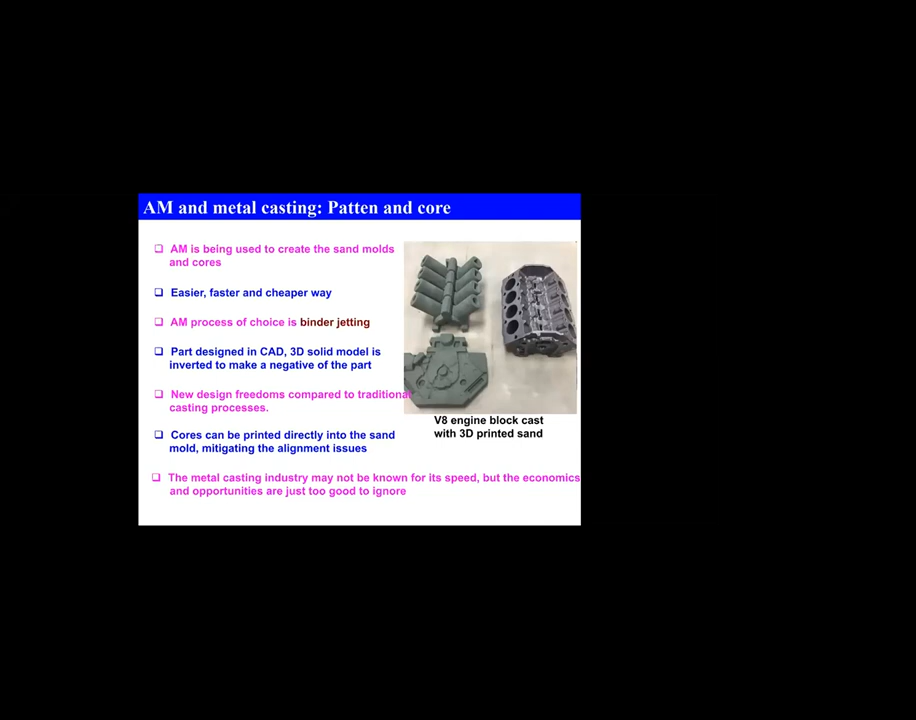 AM and metal casting: Patten and core
❑ AM is being used to create the sand molds
and cores
❑ Easier, faster and cheaper way
❑ AM process of choice is binder jetting
❑ Part designed in CAD, 3D solid model is
inverted to make a negative of the part
❑ New design freedoms compared to traditional
casting processes.
❑ Cores can be printed directly into the sand
mold, mitigating the alignment issues
❑ The metal casting industry may not be known for its speed, but the economics
and opportunities are just too good to ignore
V8 engine block cast
with 3D printed sand